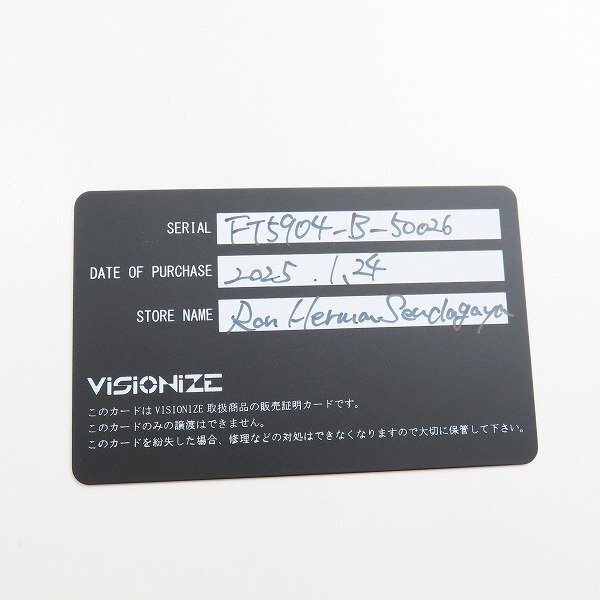 SERIAL FT5904-B-50026
DATE OF PURCHASE 2025.1.24
STORE NAME Ron Herman Sendagaya
ViSiONiZE
このカードはVISIONIZE取扱商品の販売証明カードです。
このカードのみの譲渡はできません。
このカードを紛失した場合、修理などの対処はできなくなりますので大切に保管して下さい。